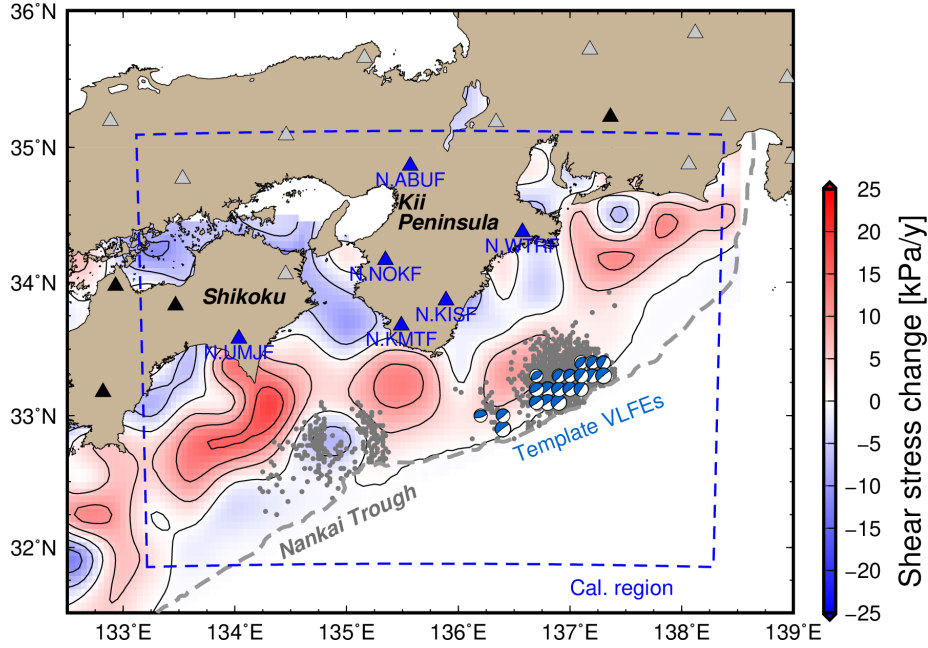 36˚N
35˚N
34˚N
33˚N
32˚N
N.ABUF
Kii
Peninsula
N.WTRF
N.NOKF
Shikoku
N.KISF
N.KMTF
N.UMJF
Template VLFEs
Nankai Trough
Cal. region
133˚E
134˚E
135˚E
136˚E
137˚E
138˚E
139˚E
25
20
15
10
5
0
−5
−10
−15
−20
−25
Shear stress change [kPa/y]